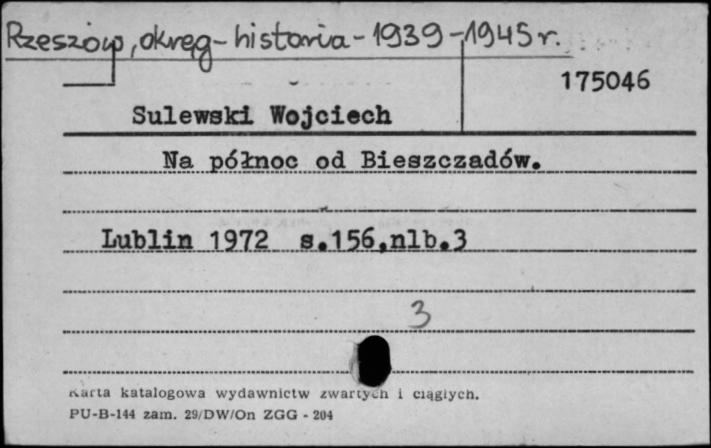 Rzeszów, okręg - historia - 1939-1945 r.
175046
Sulewski Wojciech
Na północ od Bieszczadów.
Lublin 1972 s.156,nlb.3
3
Karta katalogowa wydawnictw zwartych i ciągłych.
PU-B-144 zam. 29/DW/On ZGG - 204